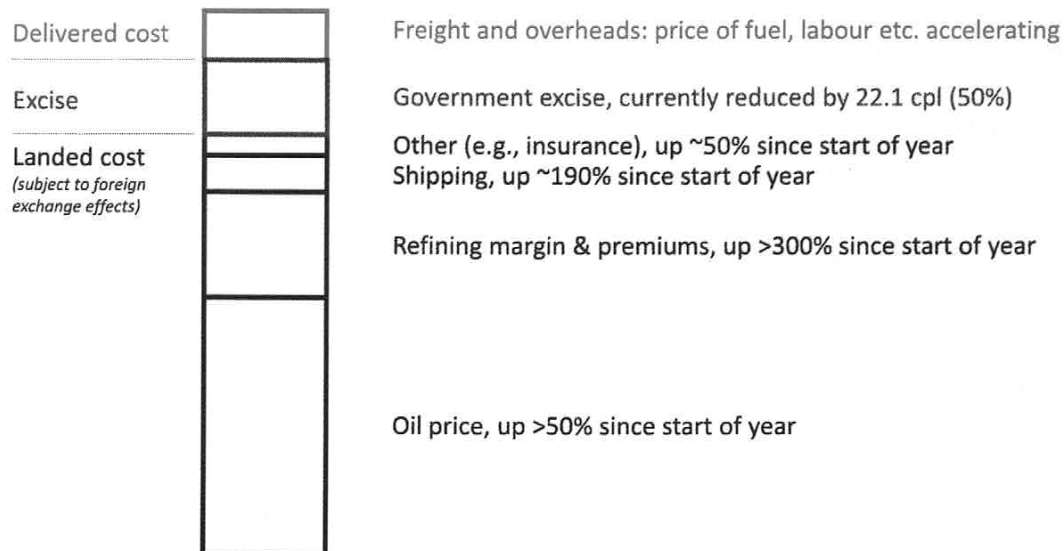 Delivered cost
Freight and overheads: price of fuel, labour etc. accelerating
Excise
Government excise, currently reduced by 22.1 cpl (50%)
Landed cost
(subject to foreign
exchange effects)
Other (e.g., insurance), up ~50% since start of year
Shipping, up ~190% since start of year
Refining margin & premiums, up >300% since start of year
Oil price, up >50% since start of year